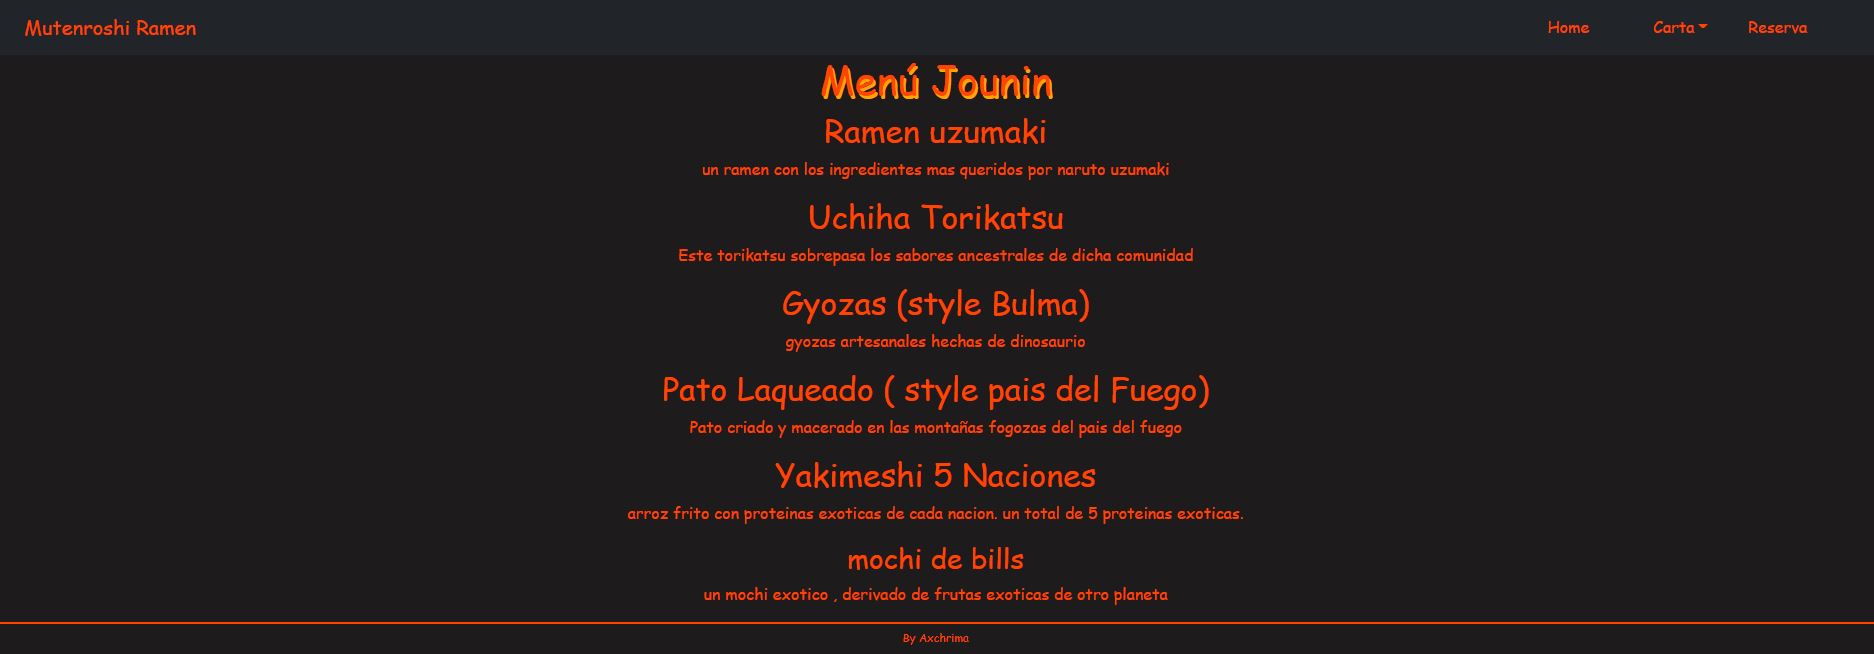 Mutenroshi Ramen Home Carta Reserva
Menú Jounin
Ramen uzumaki
un ramen con los ingredientes mas queridos por naruto uzumaki
Uchiha Torikatsu
Este torikatsu sobrepasa los sabores ancestrales de dicha comunidad
Gyozas (style Bulma)
gyozas artesanales hechas de dinosaurio
Pato Laqueado ( style pais del Fuego)
Pato criado y macerado en las montañas fogozas del pais del fuego
Yakimeshi 5 Naciones
arroz frito con proteinas exoticas de cada nacion. un total de 5 proteinas exoticas.
mochi de bills
un mochi exotico , derivado de frutas exoticas de otro planeta
By Axchrima